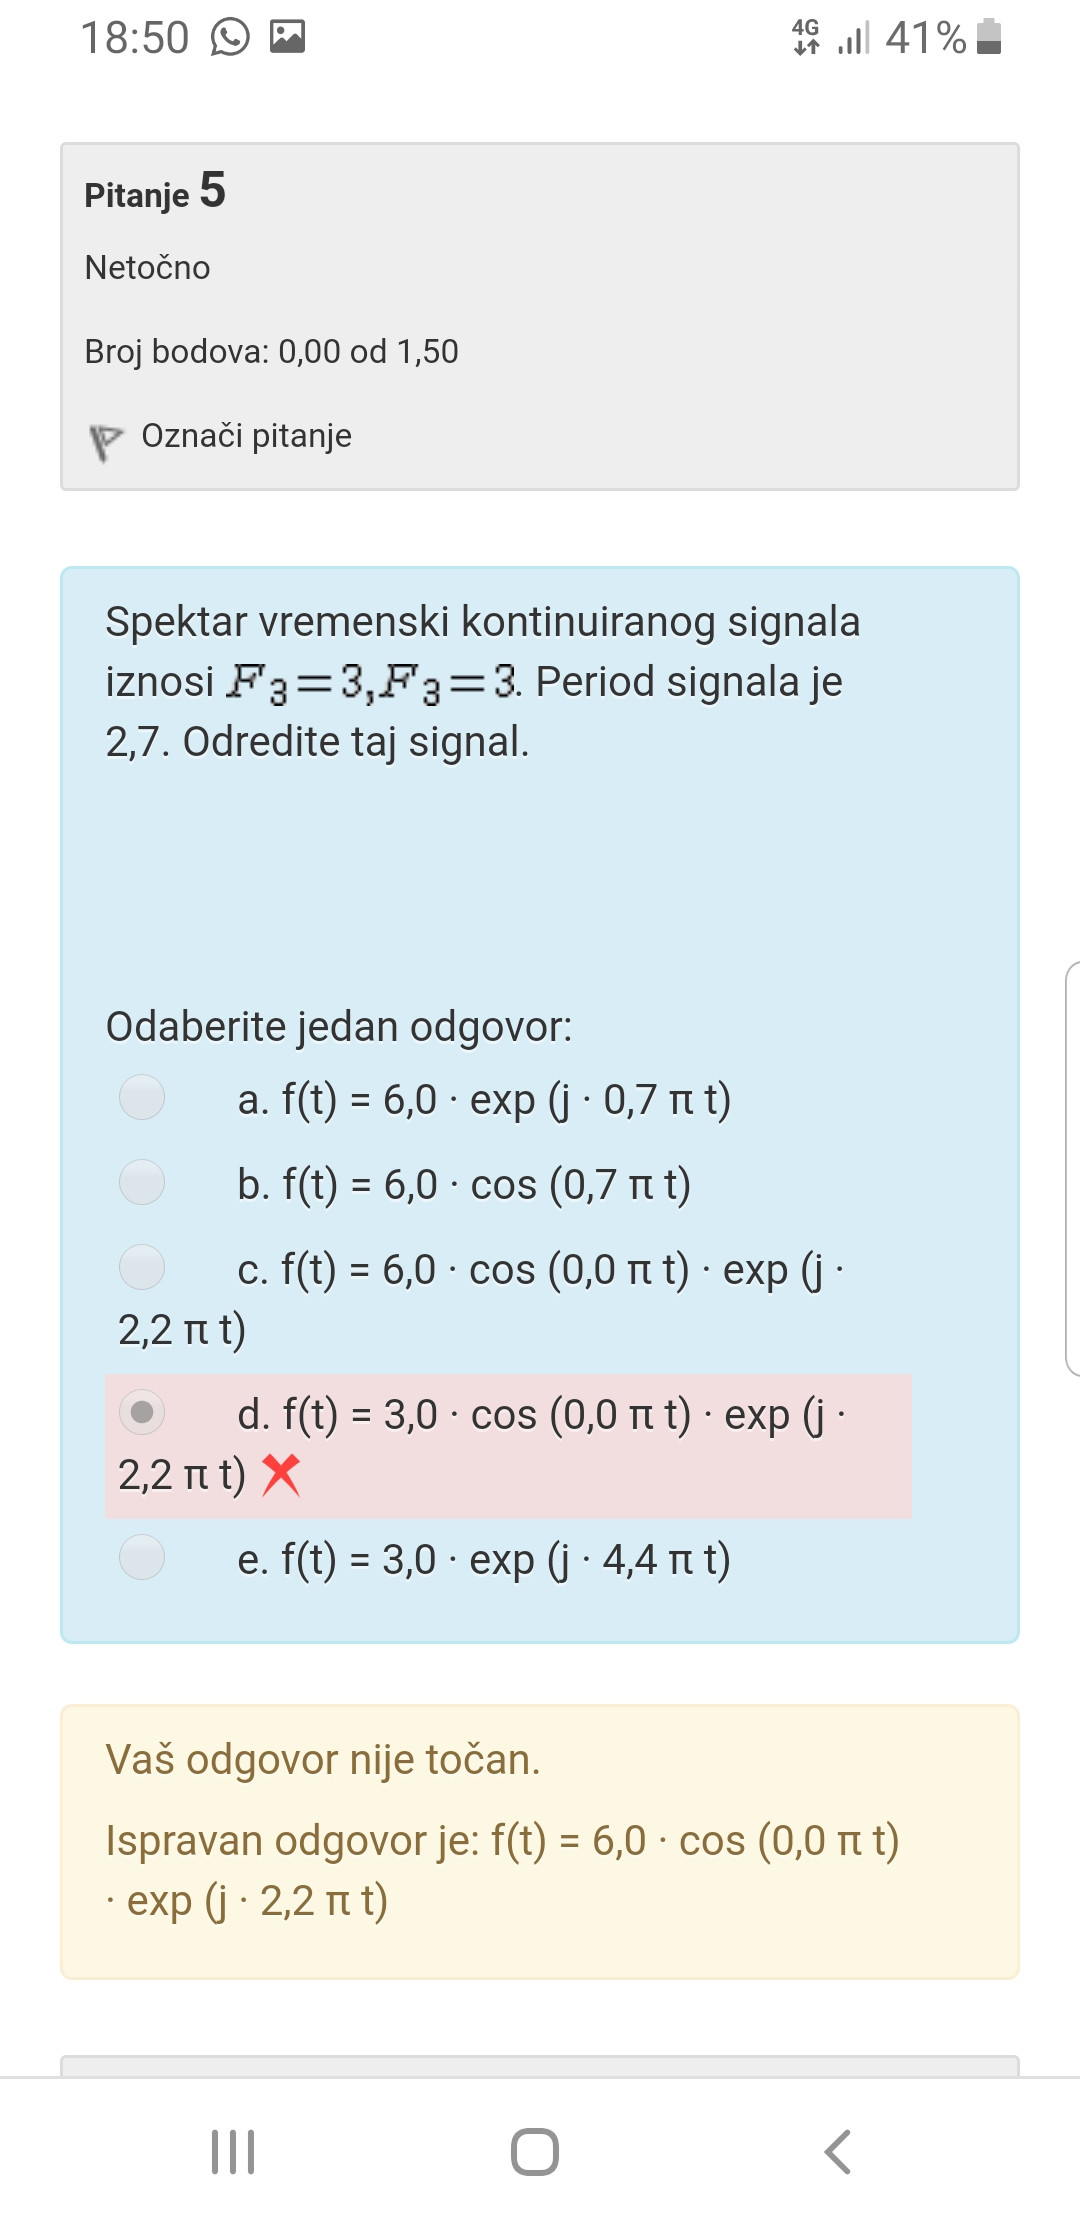 18:50
4G 41%
Pitanje 5
Netočno
Broj bodova: 0,00 od 1,50
Označi pitanje
Spektar vremenski kontinuiranog signala
iznosi F₃=3,F₃=3. Period signala je
2,7. Odredite taj signal.
Odaberite jedan odgovor:
a. f(t) = 6,0 · exp (j · 0,7 π t)
b. f(t) = 6,0 · cos (0,7 π t)
c. f(t) = 6,0 · cos (0,0 π t) · exp (j ·
2,2 π t)
d. f(t) = 3,0 · cos (0,0 π t) · exp (j ·
2,2 π t)
e. f(t) = 3,0 · exp (j · 4,4 π t)
Vaš odgovor nije točan.
Ispravan odgovor je: f(t) = 6,0 · cos (0,0 π t)
· exp (j · 2,2 π t)